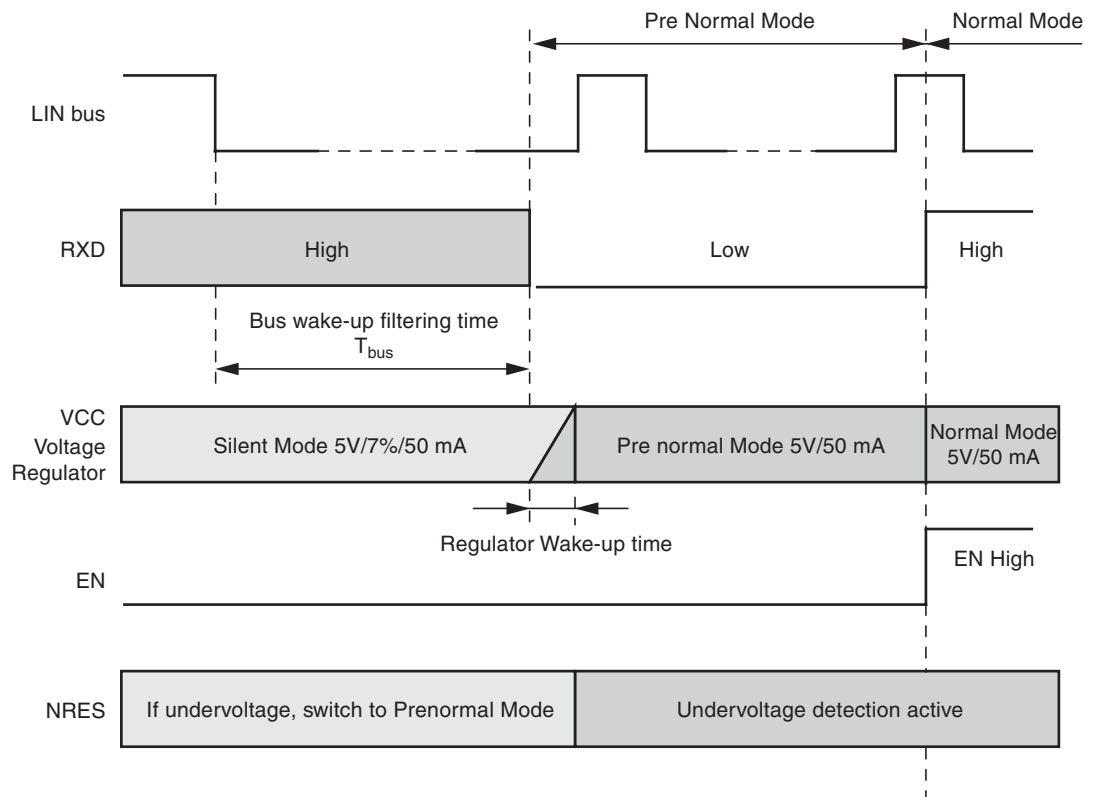 Pre Normal Mode
Normal Mode
LIN bus
RXD
High
Low
High
Bus wake-up filtering time
Tbus
VCC
Voltage
Regulator
Silent Mode 5V/7%/50 mA
Pre normal Mode 5V/50 mA
Normal Mode
5V/50 mA
Regulator Wake-up time
EN
EN High
NRES
If undervoltage, switch to Prenormal Mode
Undervoltage detection active